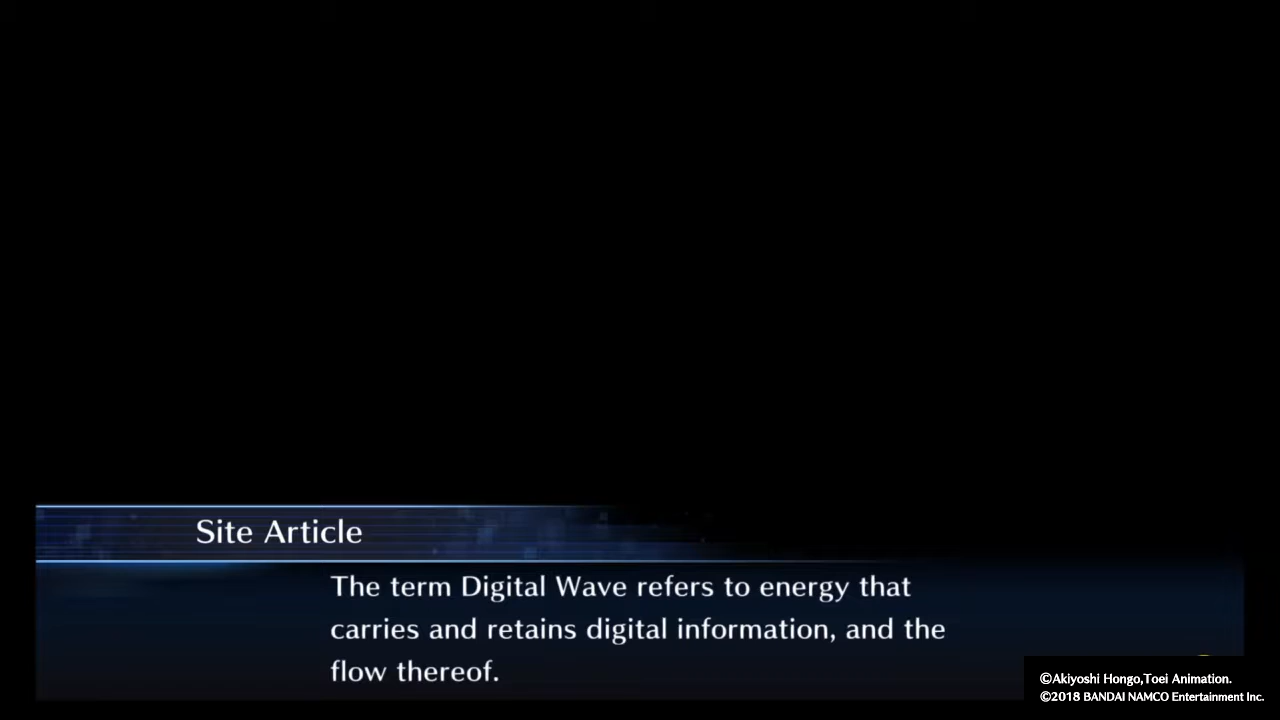 Site Article
The term Digital Wave refers to energy that
carries and retains digital information, and the
flow thereof.
©Akiyoshi Hongo,Toei Animation.
©2018 BANDAI NAMCO Entertainment Inc.